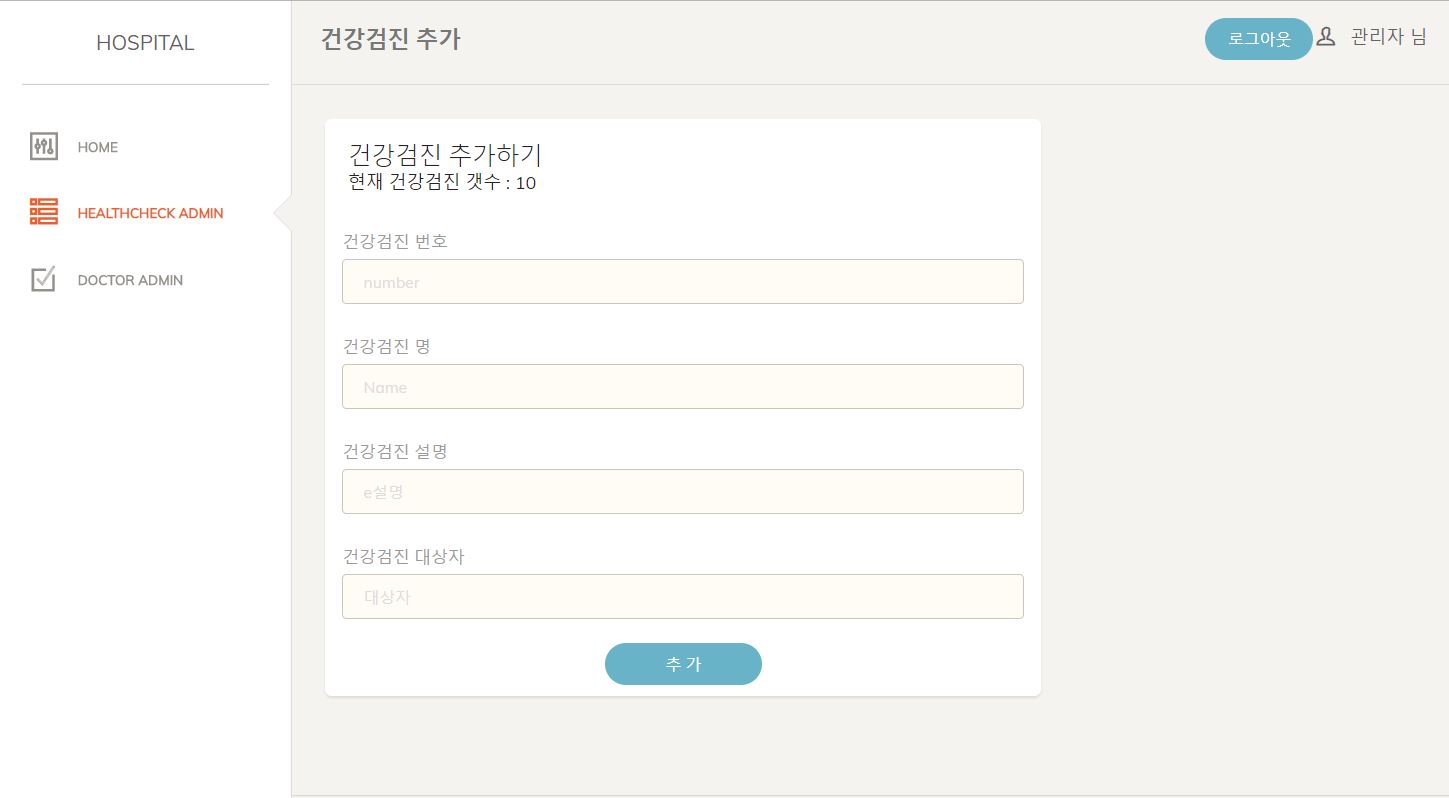 HOSPITAL
건강검진 추가
로그아웃
관리자 님
HOME
HEALTHCHECK ADMIN
DOCTOR ADMIN
건강검진 추가하기
현재 건강검진 갯수 : 10
건강검진 번호
number
건강검진 명
Name
건강검진 설명
e설명
건강검진 대상자
대상자
추 가